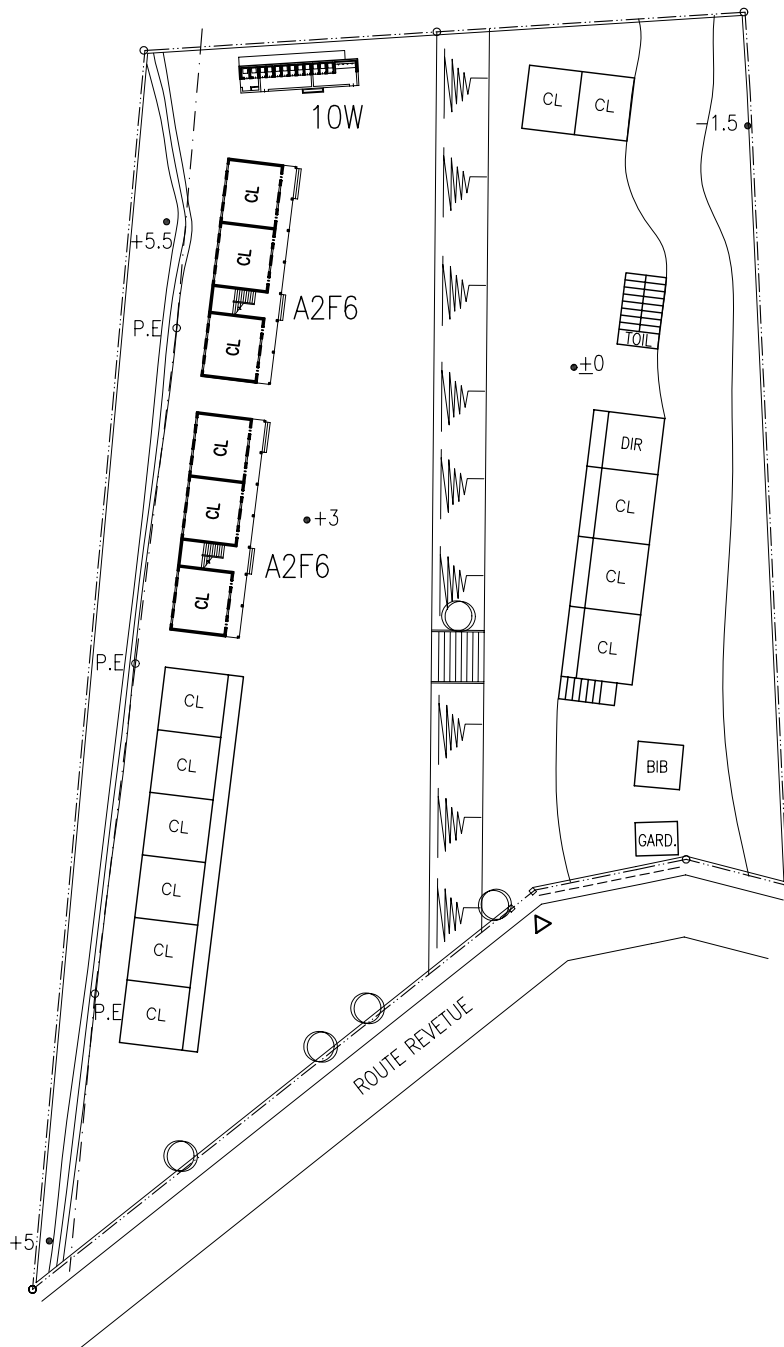 CL CL
10W
-1.5
CL
+5.5
CL
A2F6
P.E
CL
TOIL
±0
CL
DIR
CL
CL
+3
A2F6
CL
CL
CL
P.E
CL
CL
BIB
CL
GARD.
CL
CL
P.E
CL
ROUTE REVETUE
+5